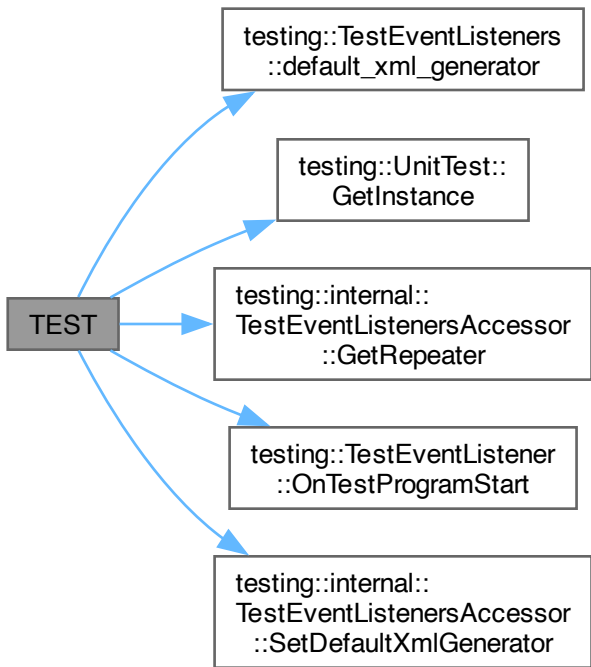 testing::TestEventListeners
::default_xml_generator
testing::UnitTest::
GetInstance
testing::internal::
TestEventListenersAccessor
::GetRepeater
TEST
testing::TestEventListener
::OnTestProgramStart
testing::internal::
TestEventListenersAccessor
::SetDefaultXmlGenerator